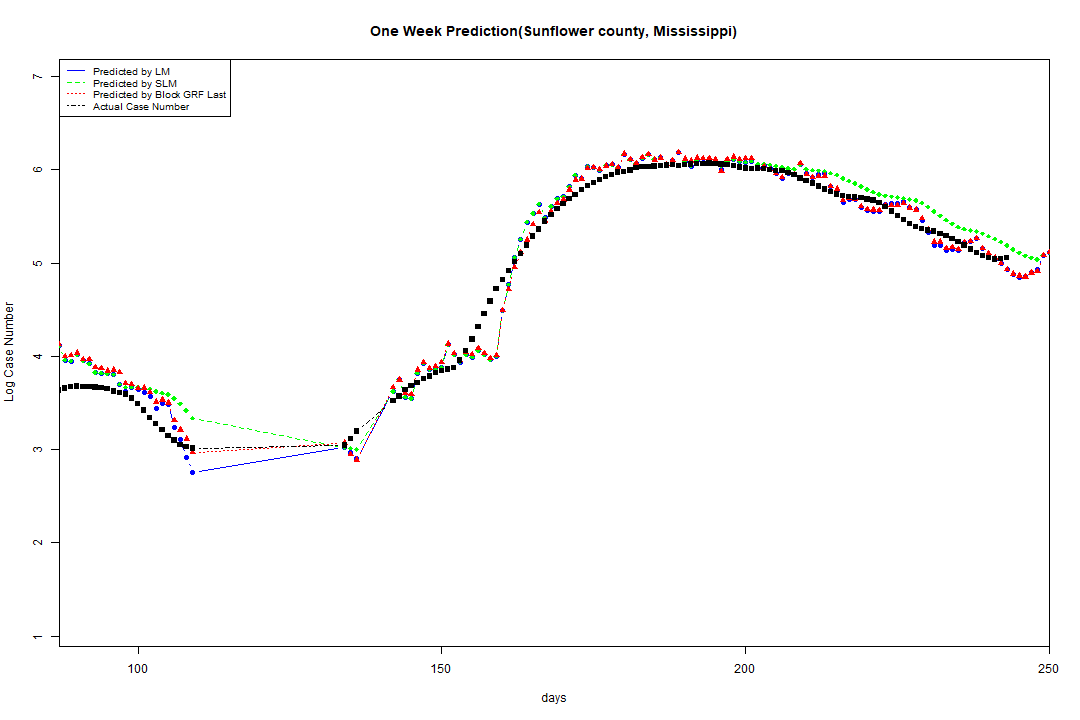 One Week Prediction(Sunflower county, Mississippi)
Predicted by LM
Predicted by SLM
Predicted by Block GRF Last
Actual Case Number
7
6
5
4
3
2
1
Log Case Number
100
150
200
250
days